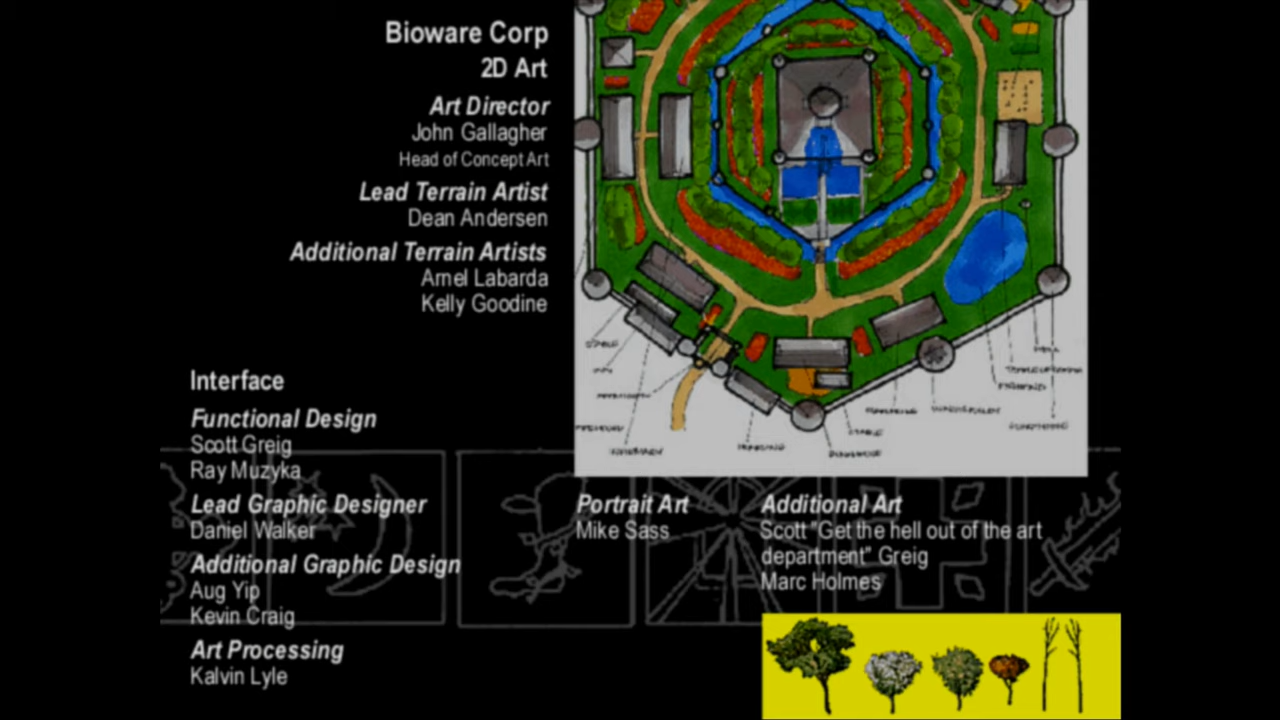 Bioware Corp
2D Art
Art Director
John Gallagher
Head of Concept Art
Lead Terrain Artist
Dean Andersen
Additional Terrain Artists
Arnel Labarda
Kelly Goodine
Interface
Functional Design
Scott Greig
Ray Muzyka
Lead Graphic Designer
Daniel Walker
Additional Graphic Design
Aug Yip
Kevin Craig
Art Processing
Kalvin Lyle
Portrait Art
Mike Sass
Additional Art
Scott "Get the hell out of the art
department" Greig
Marc Holmes